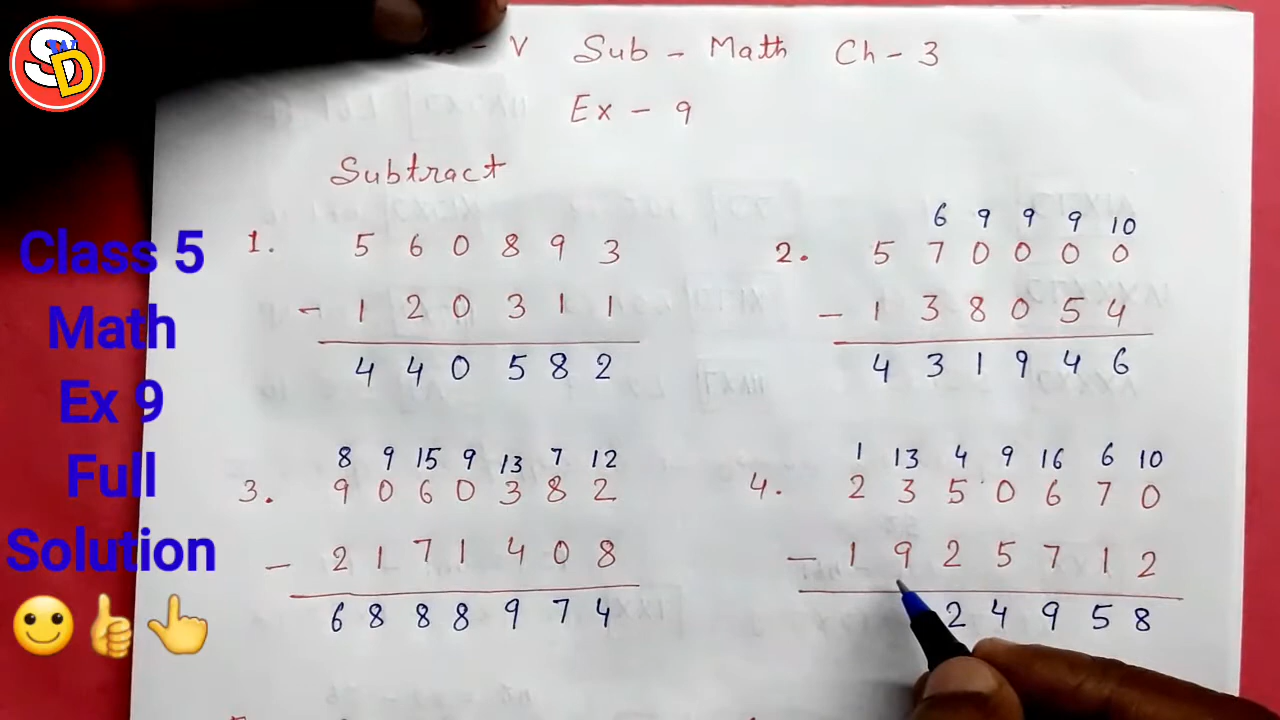 SWD
V Sub - Math Ch - 3
Ex - 9
Subtract
Class 5
Math
Ex 9
Full
Solution
1.
5 6 0 8 9 3
- 1 2 0 3 1 1
4 4 0 5 8 2
2.
6 9 9 9 10
5 7 0 0 0 0
- 1 3 8 0 5 4
4 3 1 9 4 6
3.
8 9 15 9 13 7 12
9 0 6 0 3 8 2
- 2 1 7 1 4 0 8
6 8 8 8 9 7 4
4.
1 13 4 9 16 6 10
2 3 5 0 6 7 0
- 1 9 2 5 7 1 2
2 4 9 5 8